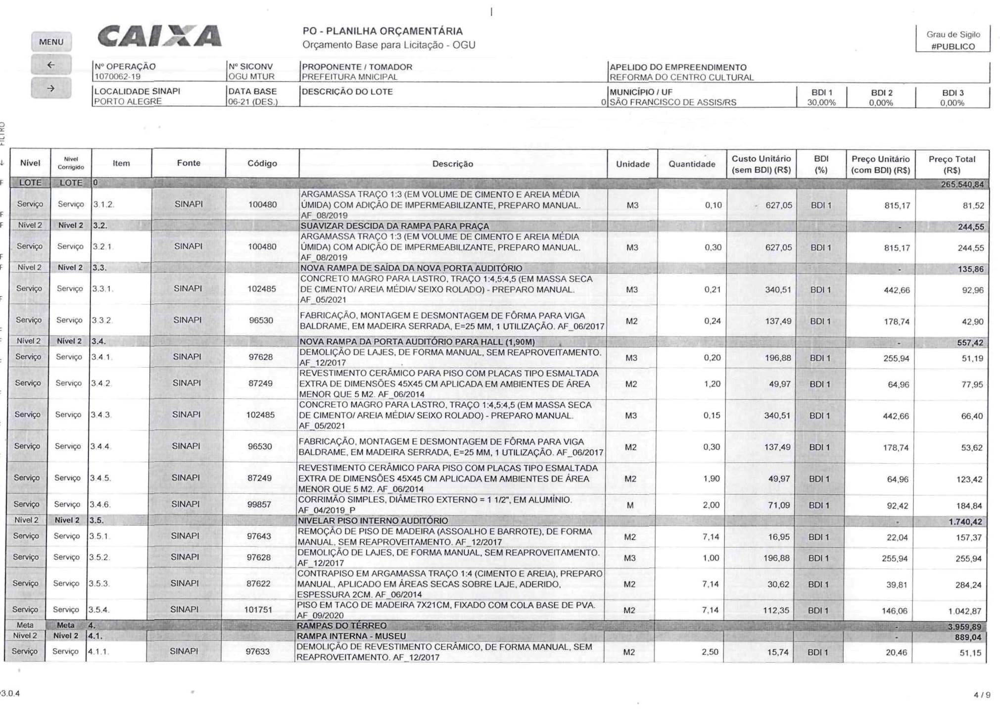 MENU
←
→
CAIXA
PO - PLANILHA ORÇAMENTÁRIA
Orçamento Base para Licitação - OGU
Grau de Sigilo
#PUBLICO
Nº OPERAÇÃO
1070062-19
Nº SICONV
OGU MTUR
PROPONENTE / TOMADOR
PREFEITURA MNICIPAL
APELIDO DO EMPREENDIMENTO
REFORMA DO CENTRO CULTURAL
LOCALIDADE SINAPI
PORTO ALEGRE
DATA BASE
06-21 (DES.)
DESCRIÇÃO DO LOTE
0
MUNICÍPIO / UF
SÃO FRANCISCO DE ASSIS/RS
BDI 1
30,00%
BDI 2
0,00%
BDI 3
0,00%
FILTRO
Nível | Nível Corrigido | Item | Fonte | Código | Descrição | Unidade | Quantidade | Custo Unitário (sem BDI) (R$) | BDI (%) | Preço Unitário (com BDI) (R$) | Preço Total (R$)
LOTE LOTE 0 265.540,84
Serviço Serviço 3.1.2. SINAPI 100480 ARGAMASSA TRAÇO 1:3 (EM VOLUME DE CIMENTO E AREIA MÉDIA
ÚMIDA) COM ADIÇÃO DE IMPERMEABILIZANTE, PREPARO MANUAL.
AF_08/2019 M3 0,10 627,05 BDI 1 815,17 81,52
Nível 2 Nível 2 3.2. SUAVIZAR DESCIDA DA RAMPA PARA PRAÇA - 244,55
Serviço Serviço 3.2.1. SINAPI 100480 ARGAMASSA TRAÇO 1:3 (EM VOLUME DE CIMENTO E AREIA MÉDIA
ÚMIDA) COM ADIÇÃO DE IMPERMEABILIZANTE, PREPARO MANUAL.
AF_08/2019 M3 0,30 627,05 BDI 1 815,17 244,55
Nível 2 Nível 2 3.3. NOVA RAMPA DE SAÍDA DA NOVA PORTA AUDITÓRIO - 135,86
Serviço Serviço 3.3.1. SINAPI 102485 CONCRETO MAGRO PARA LASTRO, TRAÇO 1:4,5:4,5 (EM MASSA SECA
DE CIMENTO/ AREIA MÉDIA/ SEIXO ROLADO) - PREPARO MANUAL.
AF_05/2021 M3 0,21 340,51 BDI 1 442,66 92,96
Serviço Serviço 3.3.2. SINAPI 96530 FABRICAÇÃO, MONTAGEM E DESMONTAGEM DE FÔRMA PARA VIGA
BALDRAME, EM MADEIRA SERRADA, E=25 MM, 1 UTILIZAÇÃO. AF_06/2017 M2 0,24 137,49 BDI 1 178,74 42,90
Nível 2 Nível 2 3.4. NOVA RAMPA DA PORTA AUDITÓRIO PARA HALL (1,90M) - 557,42
Serviço Serviço 3.4.1. SINAPI 97628 DEMOLIÇÃO DE LAJES, DE FORMA MANUAL, SEM REAPROVEITAMENTO.
AF_12/2017 M3 0,20 196,88 BDI 1 255,94 51,19
Serviço Serviço 3.4.2. SINAPI 87249 REVESTIMENTO CERÂMICO PARA PISO COM PLACAS TIPO ESMALTADA
EXTRA DE DIMENSÕES 45X45 CM APLICADA EM AMBIENTES DE ÁREA
MENOR QUE 5 M2. AF_06/2014 M2 1,20 49,97 BDI 1 64,96 77,95
Serviço Serviço 3.4.3. SINAPI 102485 CONCRETO MAGRO PARA LASTRO, TRAÇO 1:4,5:4,5 (EM MASSA SECA
DE CIMENTO/ AREIA MÉDIA/ SEIXO ROLADO) - PREPARO MANUAL.
AF_05/2021 M3 0,15 340,51 BDI 1 442,66 66,40
Serviço Serviço 3.4.4. SINAPI 96530 FABRICAÇÃO, MONTAGEM E DESMONTAGEM DE FÔRMA PARA VIGA
BALDRAME, EM MADEIRA SERRADA, E=25 MM, 1 UTILIZAÇÃO. AF_06/2017 M2 0,30 137,49 BDI 1 178,74 53,62
Serviço Serviço 3.4.5. SINAPI 87249 REVESTIMENTO CERÂMICO PARA PISO COM PLACAS TIPO ESMALTADA
EXTRA DE DIMENSÕES 45X45 CM APLICADA EM AMBIENTES DE ÁREA
MENOR QUE 5 M2. AF_06/2014 M2 1,90 49,97 BDI 1 64,96 123,42
Serviço Serviço 3.4.6. SINAPI 99857 CORRIMÃO SIMPLES, DIÂMETRO EXTERNO = 1 1/2", EM ALUMÍNIO.
AF_04/2019_P M 2,00 71,09 BDI 1 92,42 184,84
Nível 2 Nível 2 3.5. NIVELAR PISO INTERNO AUDITÓRIO - 1.740,42
Serviço Serviço 3.5.1. SINAPI 97643 REMOÇÃO DE PISO DE MADEIRA (ASSOALHO E BARROTE), DE FORMA
MANUAL, SEM REAPROVEITAMENTO. AF_12/2017 M2 7,14 16,95 BDI 1 22,04 157,37
Serviço Serviço 3.5.2. SINAPI 97628 DEMOLIÇÃO DE LAJES, DE FORMA MANUAL, SEM REAPROVEITAMENTO.
AF_12/2017 M3 1,00 196,88 BDI 1 255,94 255,94
Serviço Serviço 3.5.3. SINAPI 87622 CONTRAPISO EM ARGAMASSA TRAÇO 1:4 (CIMENTO E AREIA), PREPARO
MANUAL, APLICADO EM ÁREAS SECAS SOBRE LAJE, ADERIDO,
ESPESSURA 2CM. AF_06/2014 M2 7,14 30,62 BDI 1 39,81 284,24
Serviço Serviço 3.5.4. SINAPI 101751 PISO EM TACO DE MADEIRA 7X21CM, FIXADO COM COLA BASE DE PVA.
AF_09/2020 M2 7,14 112,35 BDI 1 146,06 1.042,87
Meta Meta 4. RAMPAS DO TÉRREO - 3.959,89
Nível 2 Nível 2 4.1. RAMPA INTERNA - MUSEU - 889,04
Serviço Serviço 4.1.1. SINAPI 97633 DEMOLIÇÃO DE REVESTIMENTO CERÂMICO, DE FORMA MANUAL, SEM
REAPROVEITAMENTO. AF_12/2017 M2 2,50 15,74 BDI 1 20,46 51,15
v3.0.4
4 / 9